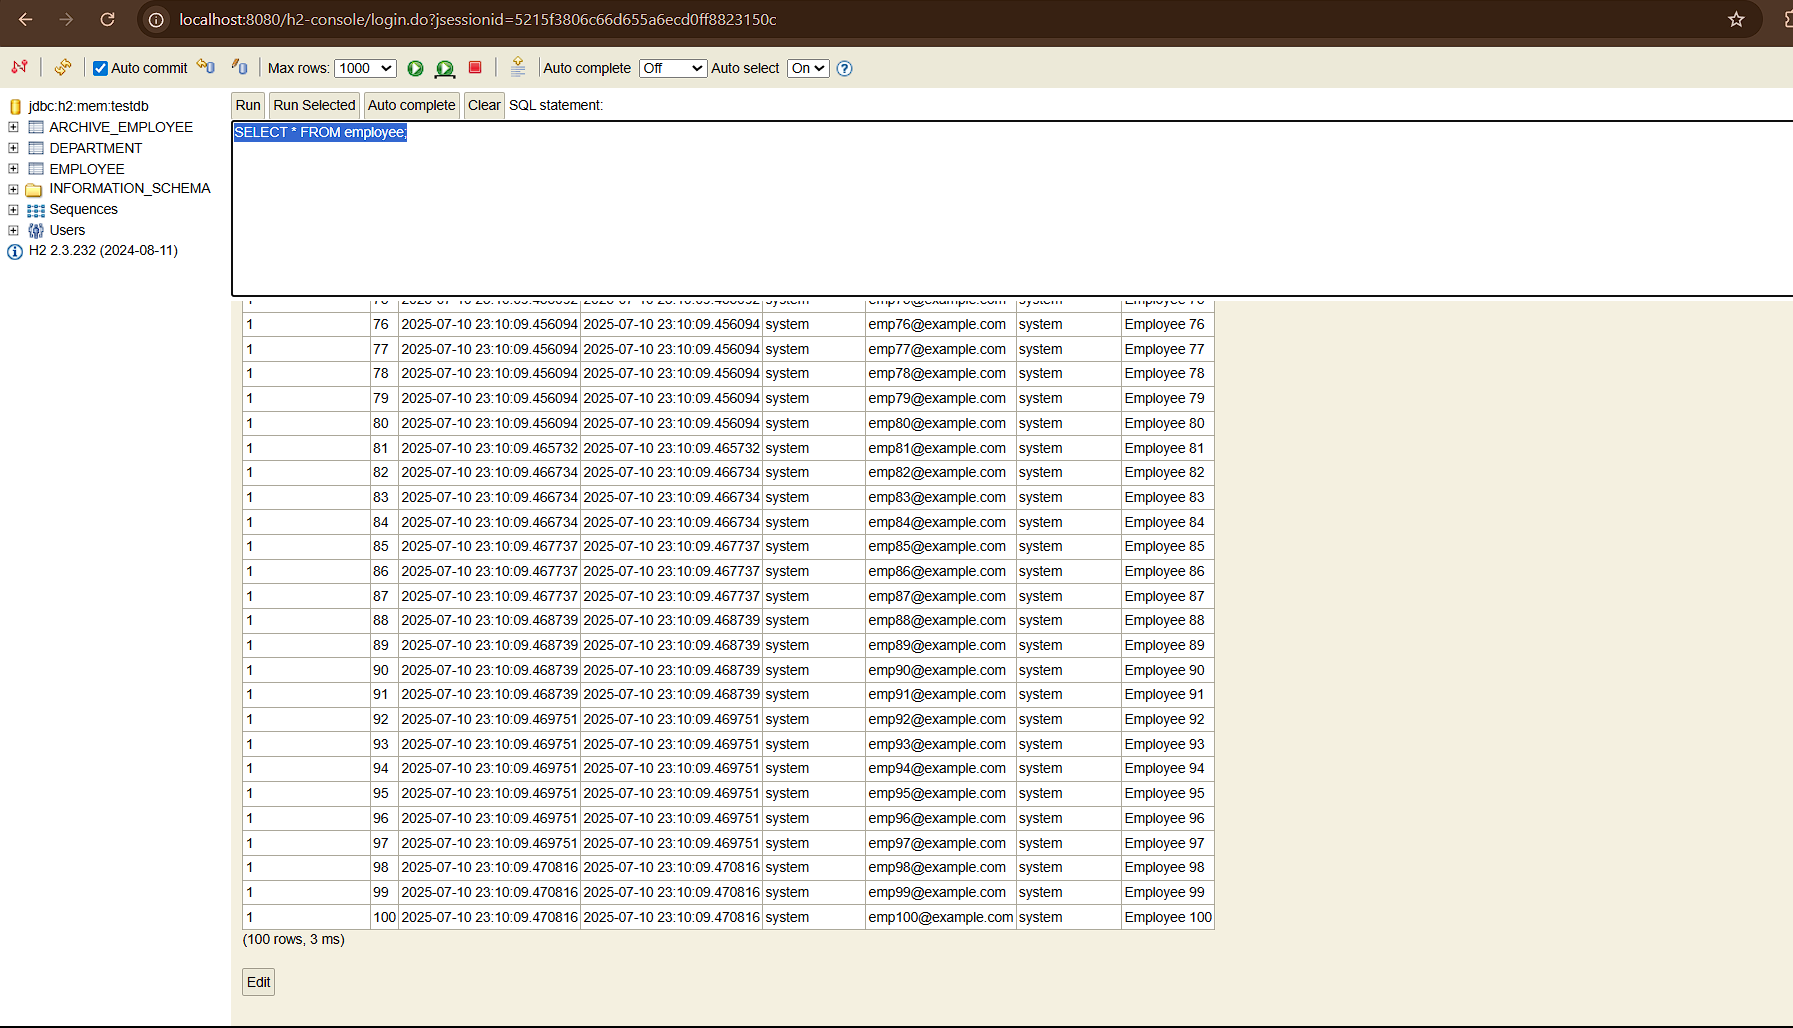 localhost:8080/h2-console/login.do?jsessionid=5215f3806c66d655a6ecd0ff8823150c
Auto commit Max rows: 1000 Auto complete Off Auto select On
jdbc:h2:mem:testdb
ARCHIVE_EMPLOYEE
DEPARTMENT
EMPLOYEE
INFORMATION_SCHEMA
Sequences
Users
H2 2.3.232 (2024-08-11)
Run Run Selected Auto complete Clear SQL statement:
SELECT * FROM employee;
1 76 2025-07-10 23:10:09.456094 2025-07-10 23:10:09.456094 system emp76@example.com system Employee 76
1 77 2025-07-10 23:10:09.456094 2025-07-10 23:10:09.456094 system emp77@example.com system Employee 77
1 78 2025-07-10 23:10:09.456094 2025-07-10 23:10:09.456094 system emp78@example.com system Employee 78
1 79 2025-07-10 23:10:09.456094 2025-07-10 23:10:09.456094 system emp79@example.com system Employee 79
1 80 2025-07-10 23:10:09.456094 2025-07-10 23:10:09.456094 system emp80@example.com system Employee 80
1 81 2025-07-10 23:10:09.465732 2025-07-10 23:10:09.465732 system emp81@example.com system Employee 81
1 82 2025-07-10 23:10:09.466734 2025-07-10 23:10:09.466734 system emp82@example.com system Employee 82
1 83 2025-07-10 23:10:09.466734 2025-07-10 23:10:09.466734 system emp83@example.com system Employee 83
1 84 2025-07-10 23:10:09.466734 2025-07-10 23:10:09.466734 system emp84@example.com system Employee 84
1 85 2025-07-10 23:10:09.467737 2025-07-10 23:10:09.467737 system emp85@example.com system Employee 85
1 86 2025-07-10 23:10:09.467737 2025-07-10 23:10:09.467737 system emp86@example.com system Employee 86
1 87 2025-07-10 23:10:09.467737 2025-07-10 23:10:09.467737 system emp87@example.com system Employee 87
1 88 2025-07-10 23:10:09.468739 2025-07-10 23:10:09.468739 system emp88@example.com system Employee 88
1 89 2025-07-10 23:10:09.468739 2025-07-10 23:10:09.468739 system emp89@example.com system Employee 89
1 90 2025-07-10 23:10:09.468739 2025-07-10 23:10:09.468739 system emp90@example.com system Employee 90
1 91 2025-07-10 23:10:09.468739 2025-07-10 23:10:09.468739 system emp91@example.com system Employee 91
1 92 2025-07-10 23:10:09.469751 2025-07-10 23:10:09.469751 system emp92@example.com system Employee 92
1 93 2025-07-10 23:10:09.469751 2025-07-10 23:10:09.469751 system emp93@example.com system Employee 93
1 94 2025-07-10 23:10:09.469751 2025-07-10 23:10:09.469751 system emp94@example.com system Employee 94
1 95 2025-07-10 23:10:09.469751 2025-07-10 23:10:09.469751 system emp95@example.com system Employee 95
1 96 2025-07-10 23:10:09.469751 2025-07-10 23:10:09.469751 system emp96@example.com system Employee 96
1 97 2025-07-10 23:10:09.469751 2025-07-10 23:10:09.469751 system emp97@example.com system Employee 97
1 98 2025-07-10 23:10:09.470816 2025-07-10 23:10:09.470816 system emp98@example.com system Employee 98
1 99 2025-07-10 23:10:09.470816 2025-07-10 23:10:09.470816 system emp99@example.com system Employee 99
1 100 2025-07-10 23:10:09.470816 2025-07-10 23:10:09.470816 system emp100@example.com system Employee 100
(100 rows, 3 ms)
Edit